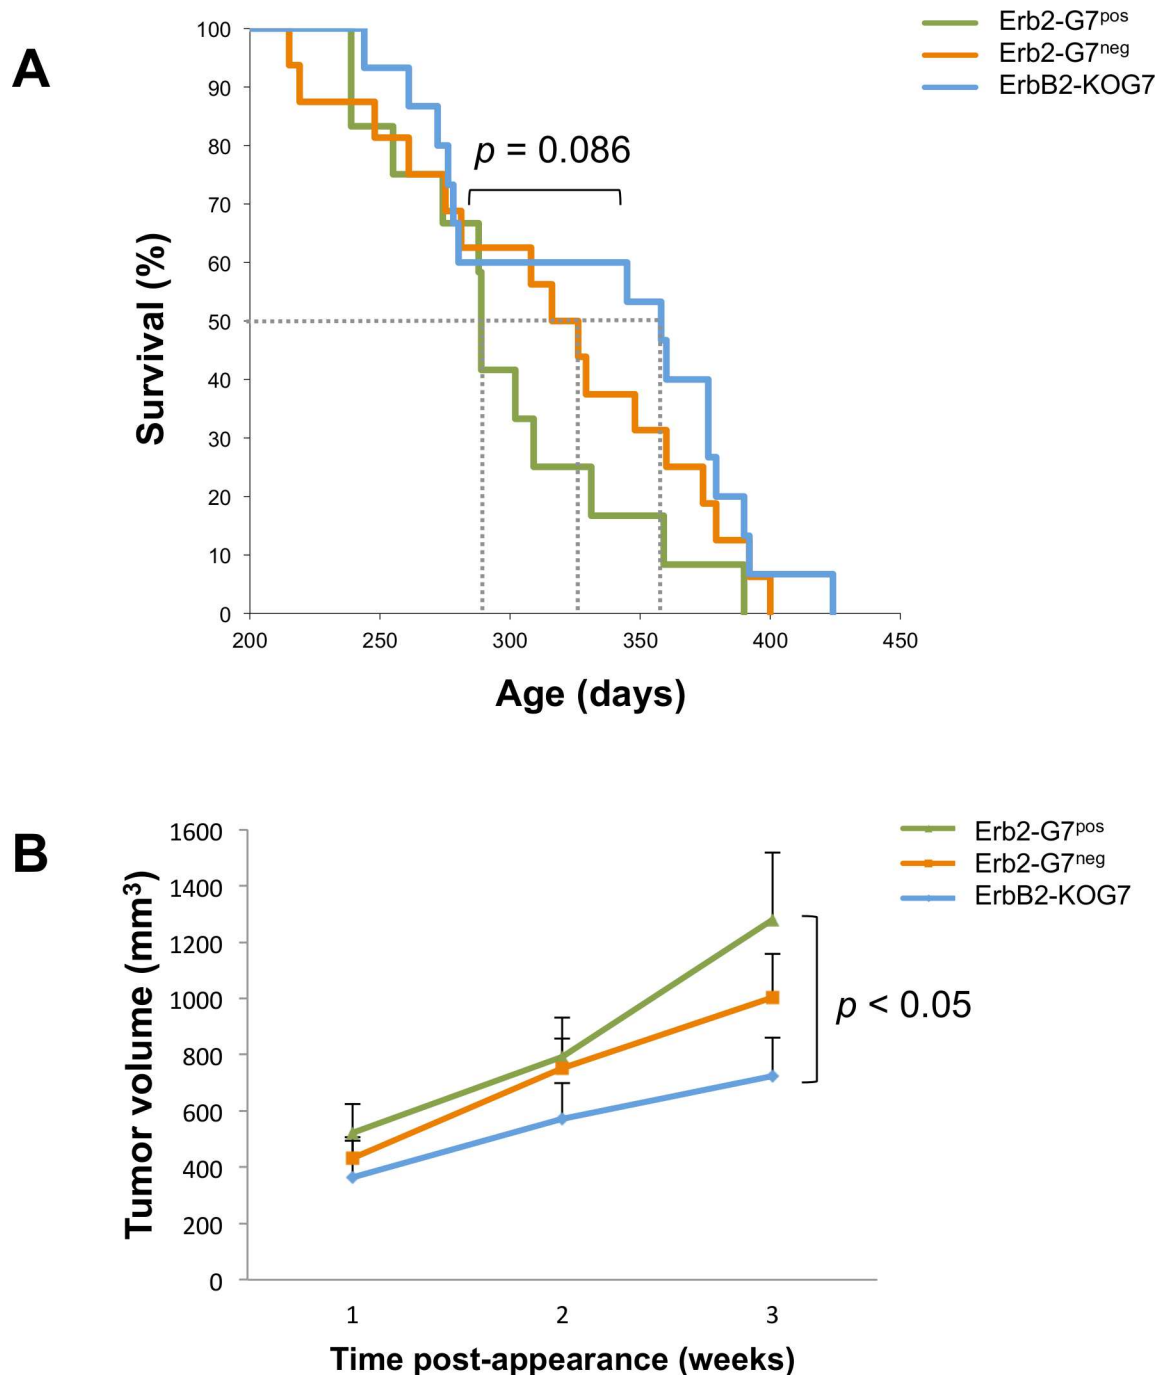 A
Erb2-G7pos
Erb2-G7neg
ErbB2-KOG7
p = 0.086
Survival (%)
100
90
80
70
60
50
40
30
20
10
0
200 250 300 350 400 450
Age (days)
B
Erb2-G7pos
Erb2-G7neg
ErbB2-KOG7
p < 0.05
Tumor volume (mm3)
1600
1400
1200
1000
800
600
400
200
0
1 2 3
Time post-appearance (weeks)